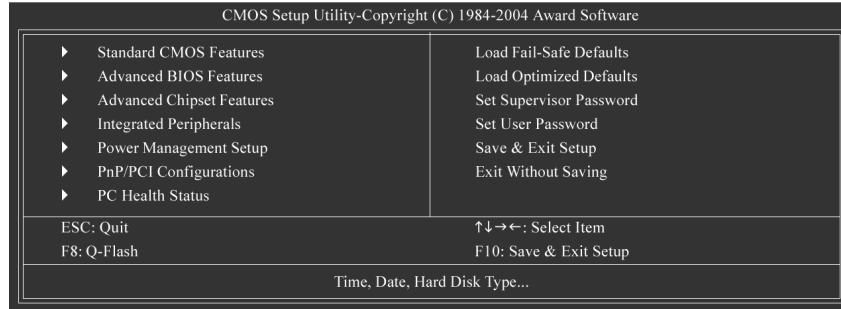 CMOS Setup Utility-Copyright (C) 1984-2004 Award Software
Standard CMOS Features
Advanced BIOS Features
Advanced Chipset Features
Integrated Peripherals
Power Management Setup
PnP/PCI Configurations
PC Health Status
Load Fail-Safe Defaults
Load Optimized Defaults
Set Supervisor Password
Set User Password
Save & Exit Setup
Exit Without Saving
ESC: Quit
↑↓→←: Select Item
F8: Q-Flash
F10: Save & Exit Setup
Time, Date, Hard Disk Type...